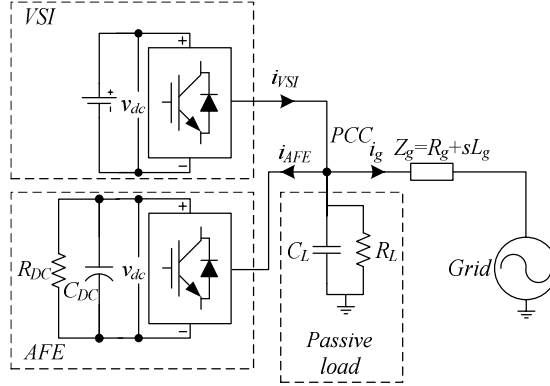 VSI
+
+
v_dc
−
i_VSI
PCC
i_AFE
i_g
Z_g=R_g+sL_g
+
R_DC
C_DC
v_dc
−
AFE
C_L
R_L
Passive
load
Grid